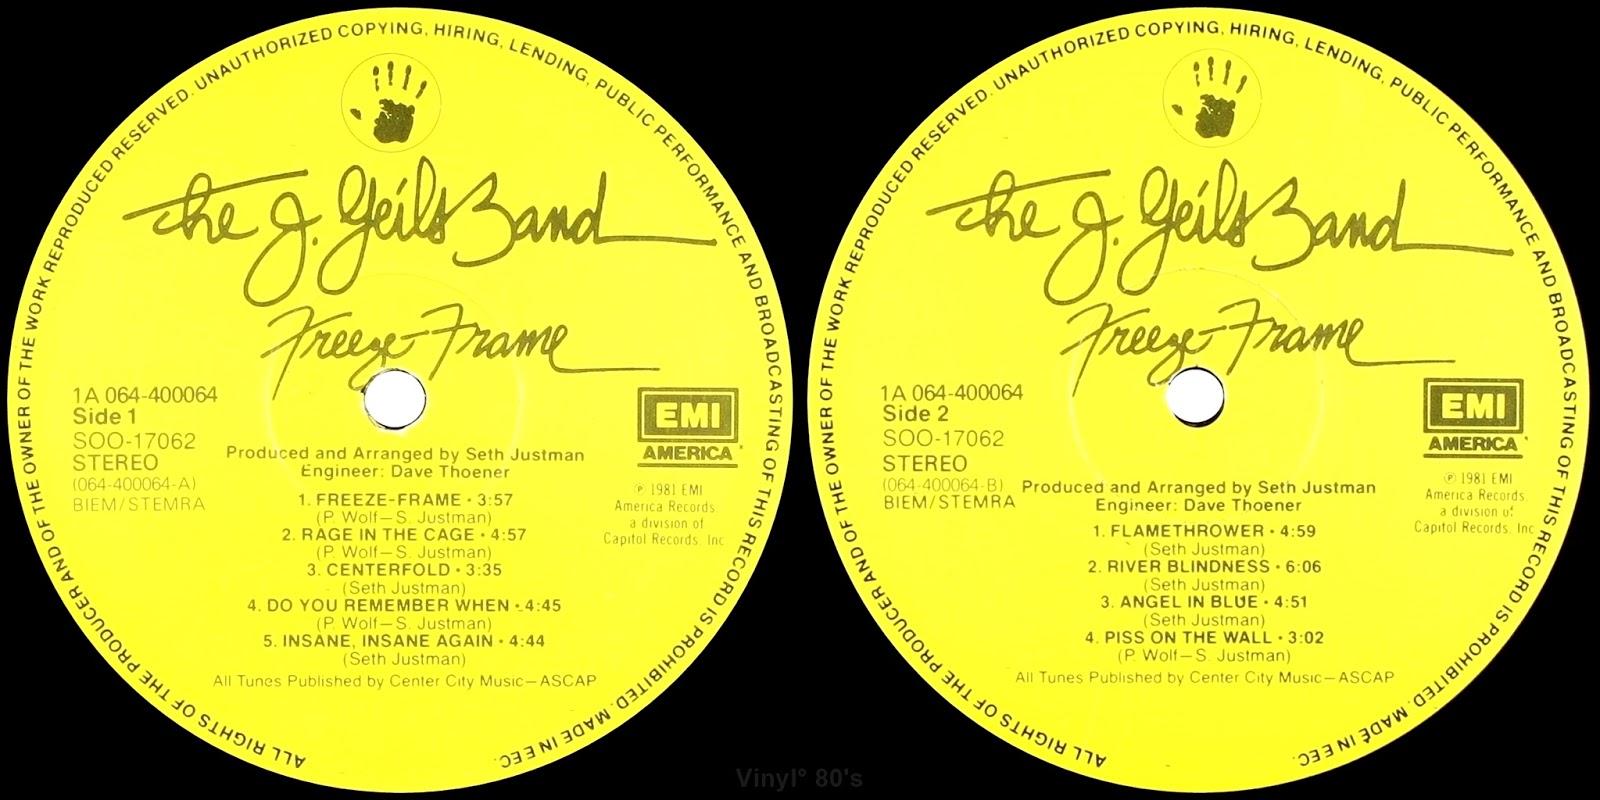 ALL RIGHTS OF THE PRODUCER AND OF THE OWNER OF THE WORK REPRODUCED RESERVED. UNAUTHORIZED COPYING, HIRING, LENDING, PUBLIC PERFORMANCE AND BROADCASTING OF THIS RECORD IS PROHIBITED. MADE IN EEC.
the J. Geils Band
Freeze-Frame
1A 064-400064
Side 1
SOO-17062
STEREO
(064-400064-A)
BIEM/STEMRA
EMI
AMERICA
℗ 1981 EMI
America Records.
a division of
Capitol Records. Inc
Produced and Arranged by Seth Justman
Engineer: Dave Thoener
1. FREEZE-FRAME • 3:57
(P. Wolf—S. Justman)
2. RAGE IN THE CAGE • 4:57
(P. Wolf—S. Justman)
3. CENTERFOLD • 3:35
(Seth Justman)
4. DO YOU REMEMBER WHEN • 4:45
(P. Wolf—S. Justman)
5. INSANE, INSANE AGAIN • 4:44
(Seth Justman)
All Tunes Published by Center City Music—ASCAP
ALL RIGHTS OF THE PRODUCER AND OF THE OWNER OF THE WORK REPRODUCED RESERVED. UNAUTHORIZED COPYING, HIRING, LENDING, PUBLIC PERFORMANCE AND BROADCASTING OF THIS RECORD IS PROHIBITED. MADE IN EEC.
the J. Geils Band
Freeze-Frame
1A 064-400064
Side 2
SOO-17062
STEREO
(064-400064-B)
BIEM/STEMRA
EMI
AMERICA
℗ 1981 EMI
America Records.
a division of
Capitol Records. Inc
Produced and Arranged by Seth Justman
Engineer: Dave Thoener
1. FLAMETHROWER • 4:59
(Seth Justman)
2. RIVER BLINDNESS • 6:06
(Seth Justman)
3. ANGEL IN BLUE • 4:51
(Seth Justman)
4. PISS ON THE WALL • 3:02
(P. Wolf—S. Justman)
All Tunes Published by Center City Music—ASCAP
Vinyl° 80's